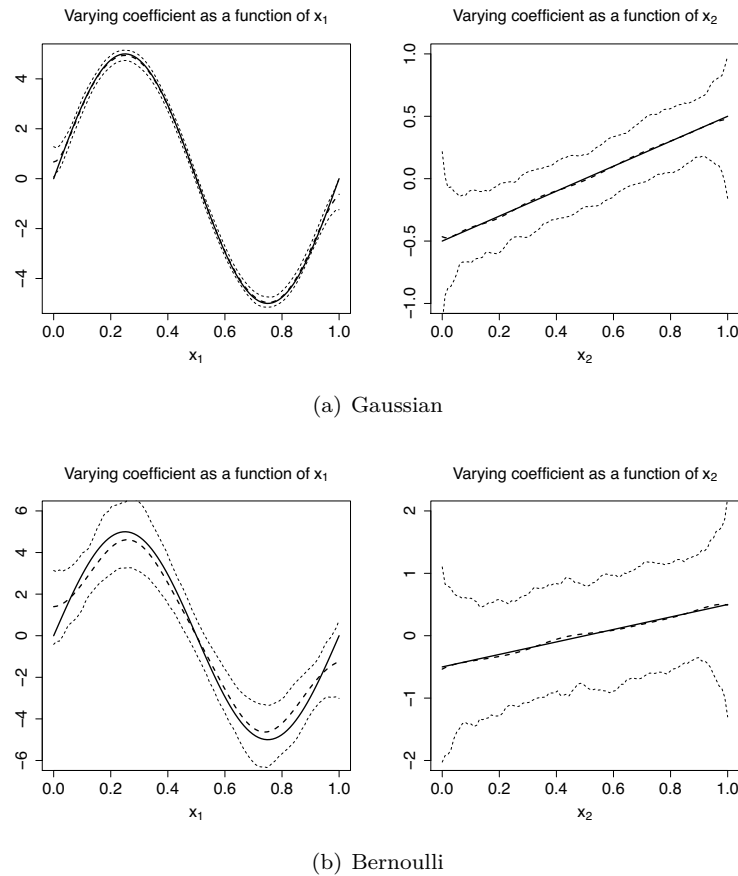 Varying coefficient as a function of x₁
Varying coefficient as a function of x₂
4
2
0
−2
−4
0.0 0.2 0.4 0.6 0.8 1.0
x₁
1.0
0.5
0.0
−0.5
−1.0
0.0 0.2 0.4 0.6 0.8 1.0
x₂
(a) Gaussian
Varying coefficient as a function of x₁
Varying coefficient as a function of x₂
6
4
2
0
−2
−4
−6
0.0 0.2 0.4 0.6 0.8 1.0
x₁
2
1
0
−1
−2
0.0 0.2 0.4 0.6 0.8 1.0
x₂
(b) Bernoulli